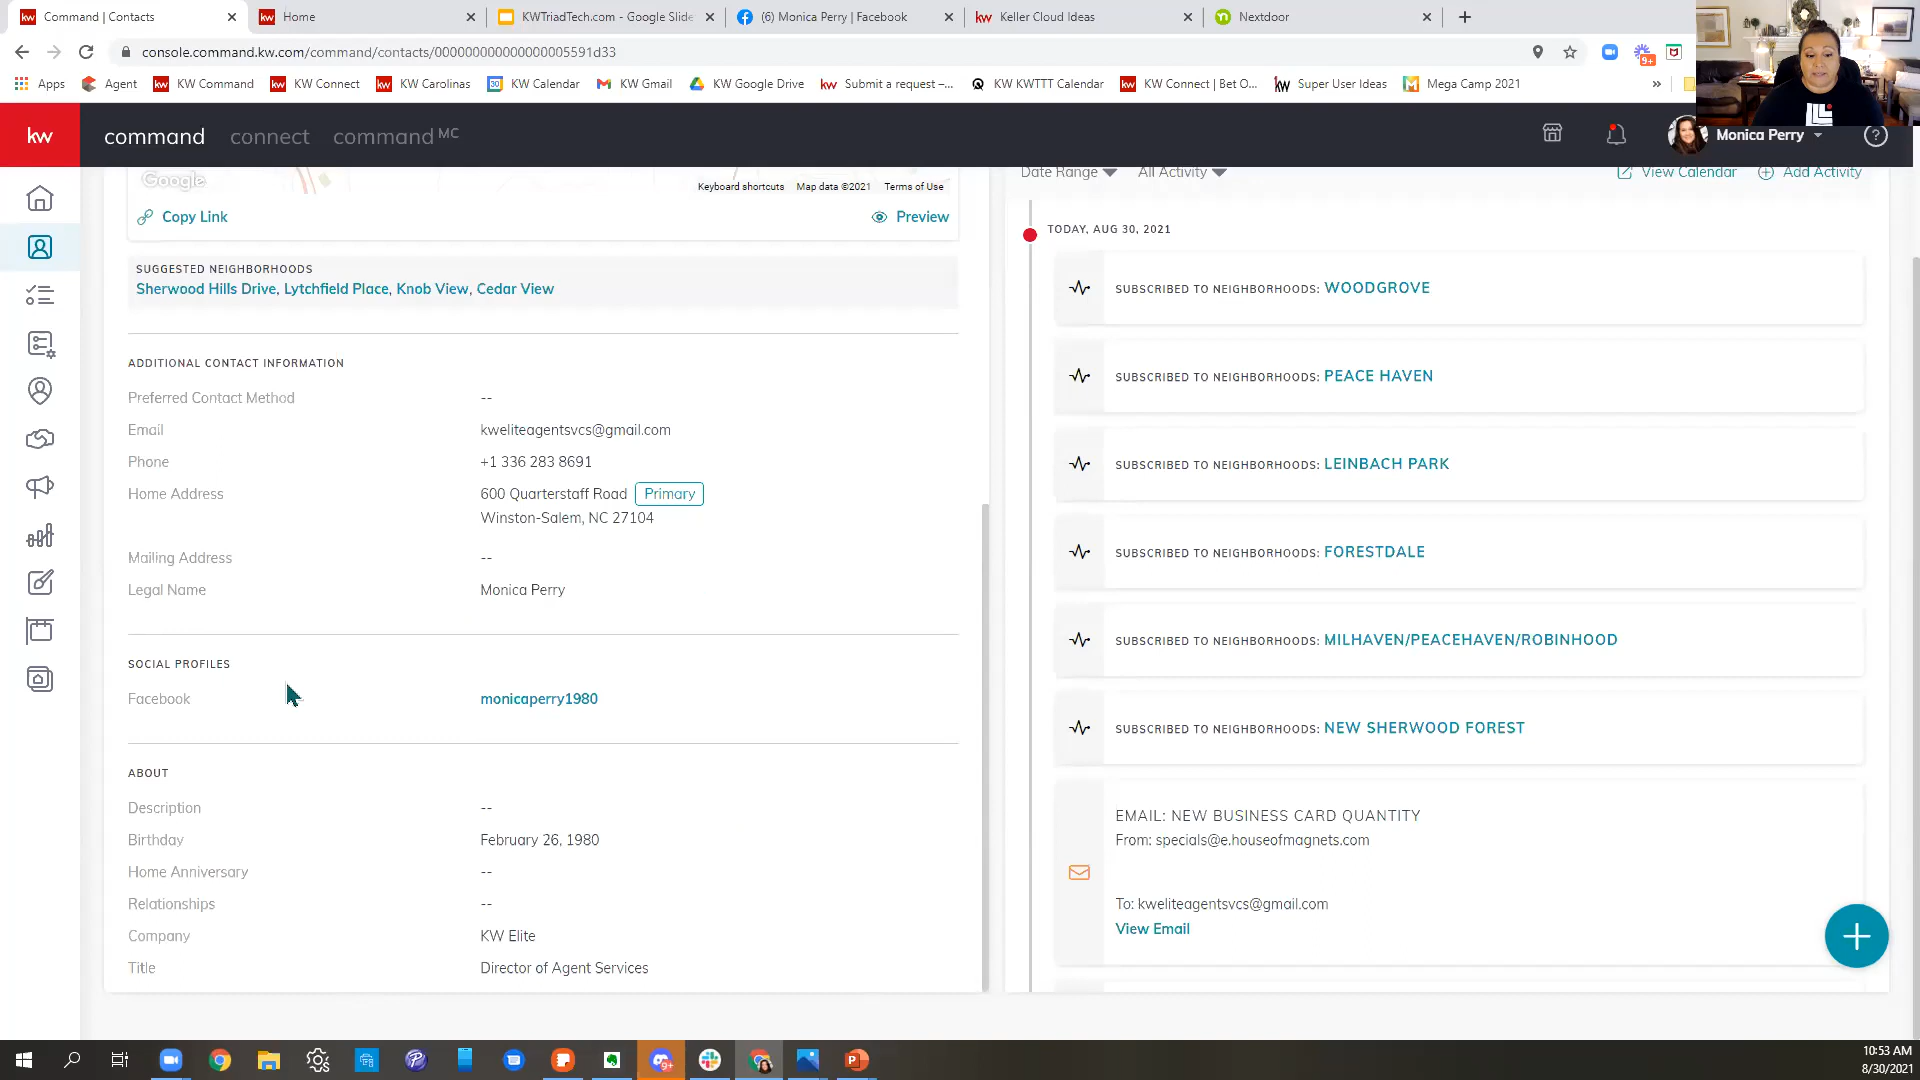 Command | Contacts
Home
KWTriadTech.com - Google Slide
(6) Monica Perry | Facebook
Keller Cloud Ideas
Nextdoor
console.command.kw.com/command/contacts/000000000000000005591d33
9+
Apps
Agent
KW Command
KW Connect
KW Carolinas
KW Calendar
KW Gmail
KW Google Drive
Submit a request –...
KW KWTTT Calendar
KW Connect | Bet O...
Super User Ideas
Mega Camp 2021
kw
command
connect
command MC
Monica Perry
Google
Keyboard shortcuts
Map data ©2021
Terms of Use
Copy Link
Preview
SUGGESTED NEIGHBORHOODS
Sherwood Hills Drive, Lytchfield Place, Knob View, Cedar View
ADDITIONAL CONTACT INFORMATION
Preferred Contact Method --
Email kweliteagentsvcs@gmail.com
Phone +1 336 283 8691
Home Address 600 Quarterstaff Road Primary
Winston-Salem, NC 27104
Mailing Address --
Legal Name Monica Perry
SOCIAL PROFILES
Facebook monicaperry1980
ABOUT
Description --
Birthday February 26, 1980
Home Anniversary --
Relationships --
Company KW Elite
Title Director of Agent Services
Date Range
All Activity
View Calendar
Add Activity
TODAY, AUG 30, 2021
SUBSCRIBED TO NEIGHBORHOODS: WOODGROVE
SUBSCRIBED TO NEIGHBORHOODS: PEACE HAVEN
SUBSCRIBED TO NEIGHBORHOODS: LEINBACH PARK
SUBSCRIBED TO NEIGHBORHOODS: FORESTDALE
SUBSCRIBED TO NEIGHBORHOODS: MILHAVEN/PEACEHAVEN/ROBINHOOD
SUBSCRIBED TO NEIGHBORHOODS: NEW SHERWOOD FOREST
EMAIL: NEW BUSINESS CARD QUANTITY
From: specials@e.houseofmagnets.com
To: kweliteagentsvcs@gmail.com
View Email
10:53 AM
8/30/2021